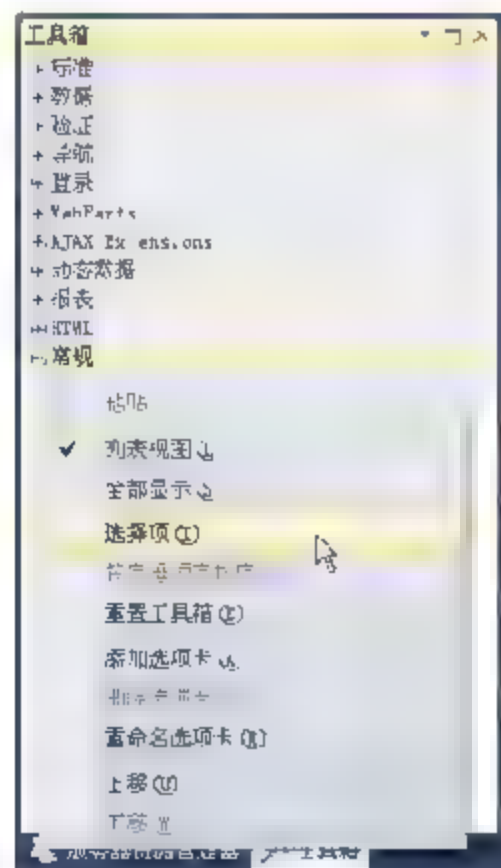 工具箱
标准
数据
验证
导航
登录
WebParts
AJAX Extensions
动态数据
报表
HTML
常规
粘贴
列表视图(L)
全部显示(S)
选择项(I)
重置工具箱(E)
添加选项卡(A)
重命名选项卡(R)
上移(U)
下移
工具箱